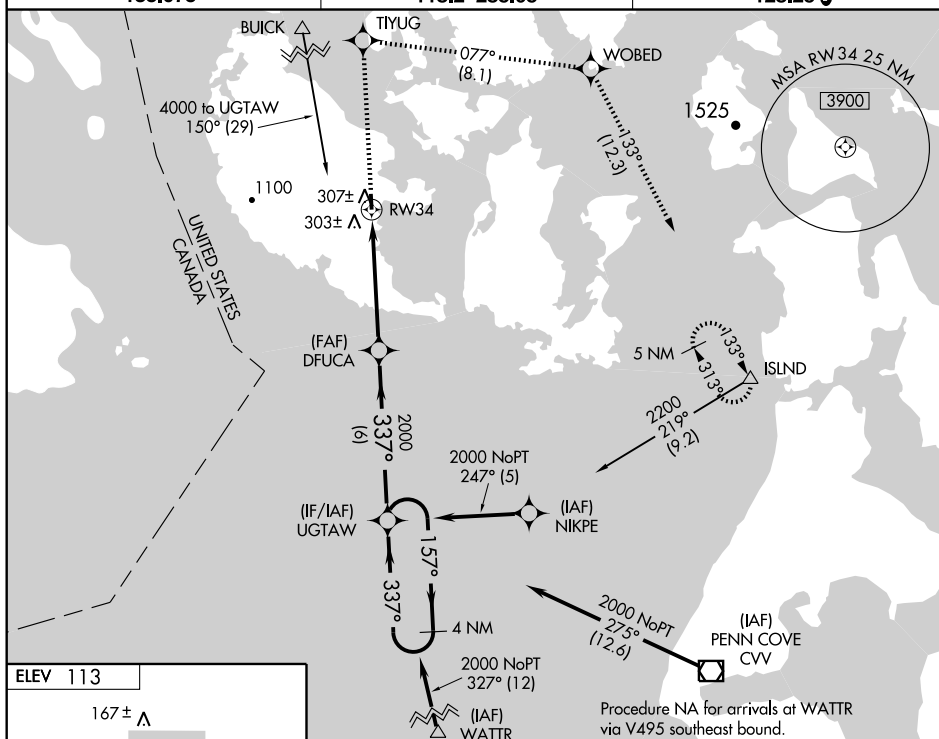 BUICK
TIYUG
077°
(8.1)
WOBED
MSA RW 34 25 NM
3900
1525
133°
(12.3)
4000 to UGTAW
150° (29)
1100
307±
303±
RW34
UNITED STATES
CANADA
(FAF)
DFUCA
5 NM
133°
313°
ISLND
2200
219°
(9.2)
2000
337°
(6)
2000 NoPT
247° (5)
(IF/IAF)
UGTAW
(IAF)
NIKPE
157°
337°
4 NM
2000 NoPT
275°
(12.6)
(IAF)
PENN COVE
CVV
2000 NoPT
327° (12)
(IAF)
WATTR
ELEV 113
167±
Procedure NA for arrivals at WATTR
via V495 southeast bound.